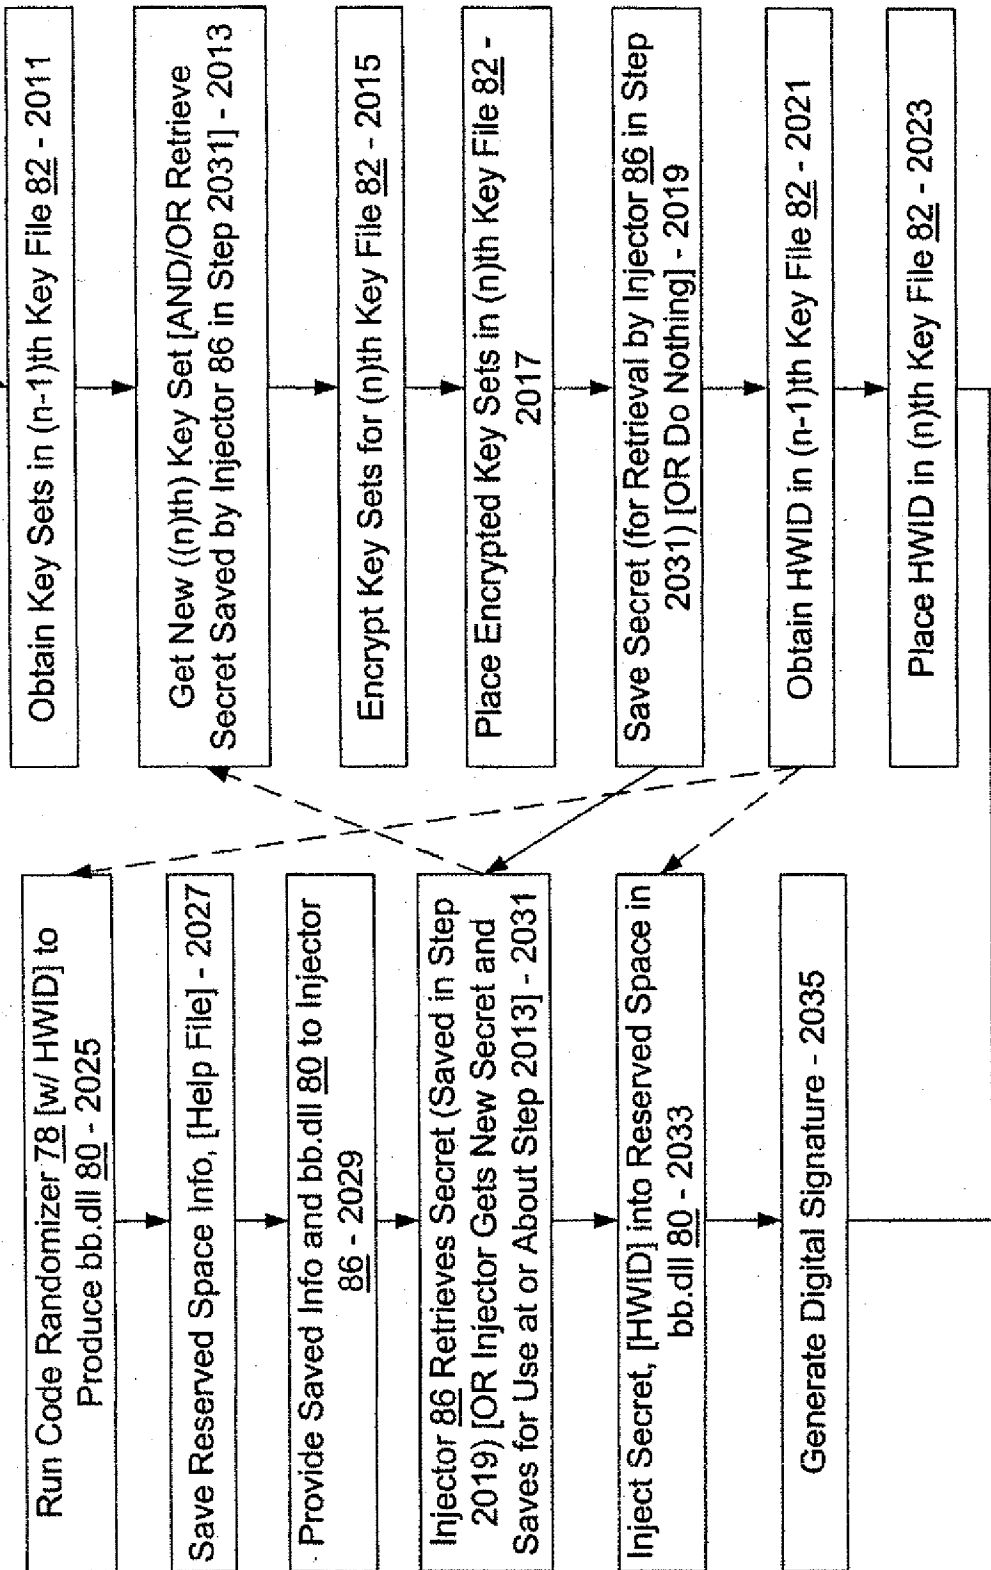 Obtain Key Sets in (n-1)th Key File 82 - 2011
Get New ((n)th) Key Set [AND/OR Retrieve
Secret Saved by Injector 86 in Step 2031] - 2013
Encrypt Key Sets for (n)th Key File 82 - 2015
Place Encrypted Key Sets in (n)th Key File 82 -
2017
Save Secret (for Retrieval by Injector 86 in Step
2031) [OR Do Nothing] - 2019
Obtain HWID in (n-1)th Key File 82 - 2021
Place HWID in (n)th Key File 82 - 2023
Run Code Randomizer 78 [w/ HWID] to
Produce bb.dll 80 - 2025
Save Reserved Space Info, [Help File] - 2027
Provide Saved Info and bb.dll 80 to Injector
86 - 2029
Injector 86 Retrieves Secret (Saved in Step
2019) [OR Injector Gets New Secret and
Saves for Use at or About Step 2013] - 2031
Inject Secret, [HWID] into Reserved Space in
bb.dll 80 - 2033
Generate Digital Signature - 2035